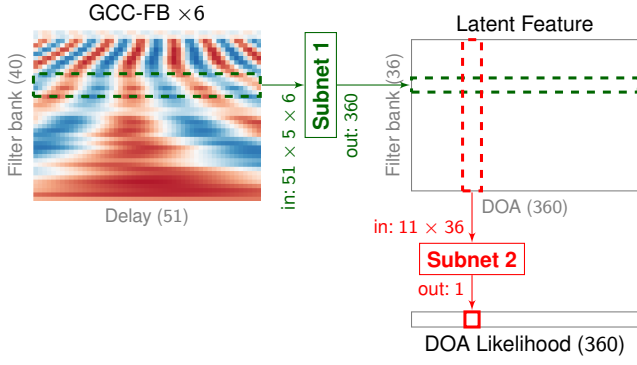 GCC-FB ×6
Filter bank (40)
Delay (51)
in: 51 × 5 × 6
Subnet 1
out: 360
Latent Feature
Filter bank (36)
DOA (360)
in: 11 × 36
Subnet 2
out: 1
DOA Likelihood (360)